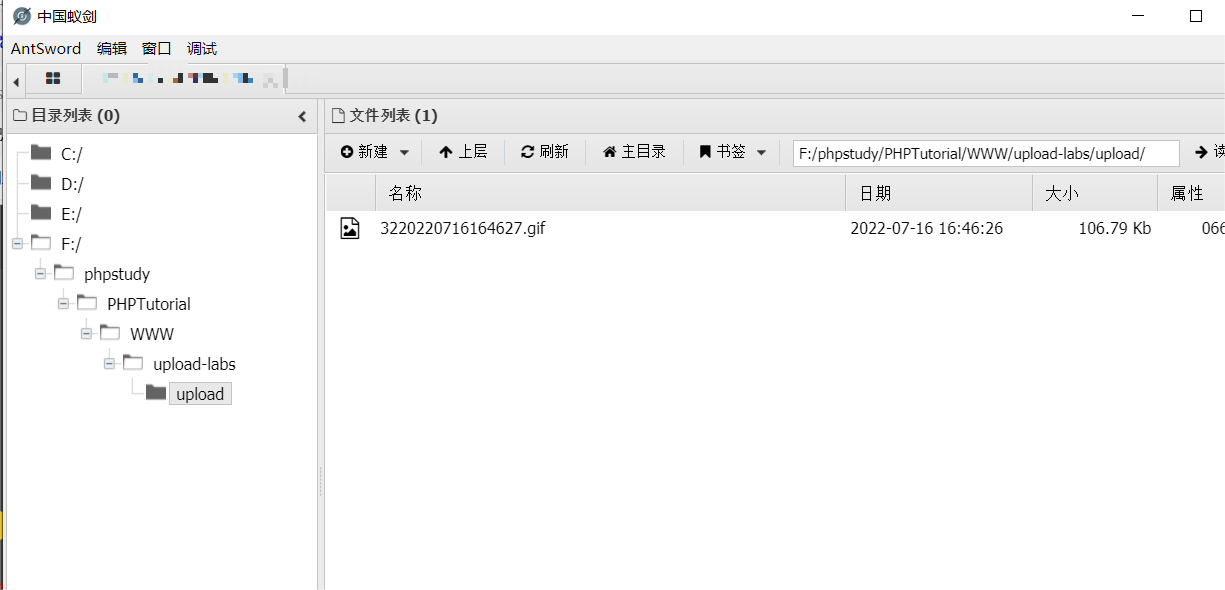 中国蚁剑
AntSword 编辑 窗口 调试
目录列表 (0)
C:/
D:/
E:/
F:/
phpstudy
PHPTutorial
WWW
upload-labs
upload
文件列表 (1)
新建 上层 刷新 主目录 书签 F:/phpstudy/PHPTutorial/WWW/upload-labs/upload/
名称 日期 大小 属性
3220220716164627.gif 2022-07-16 16:46:26 106.79 Kb 066